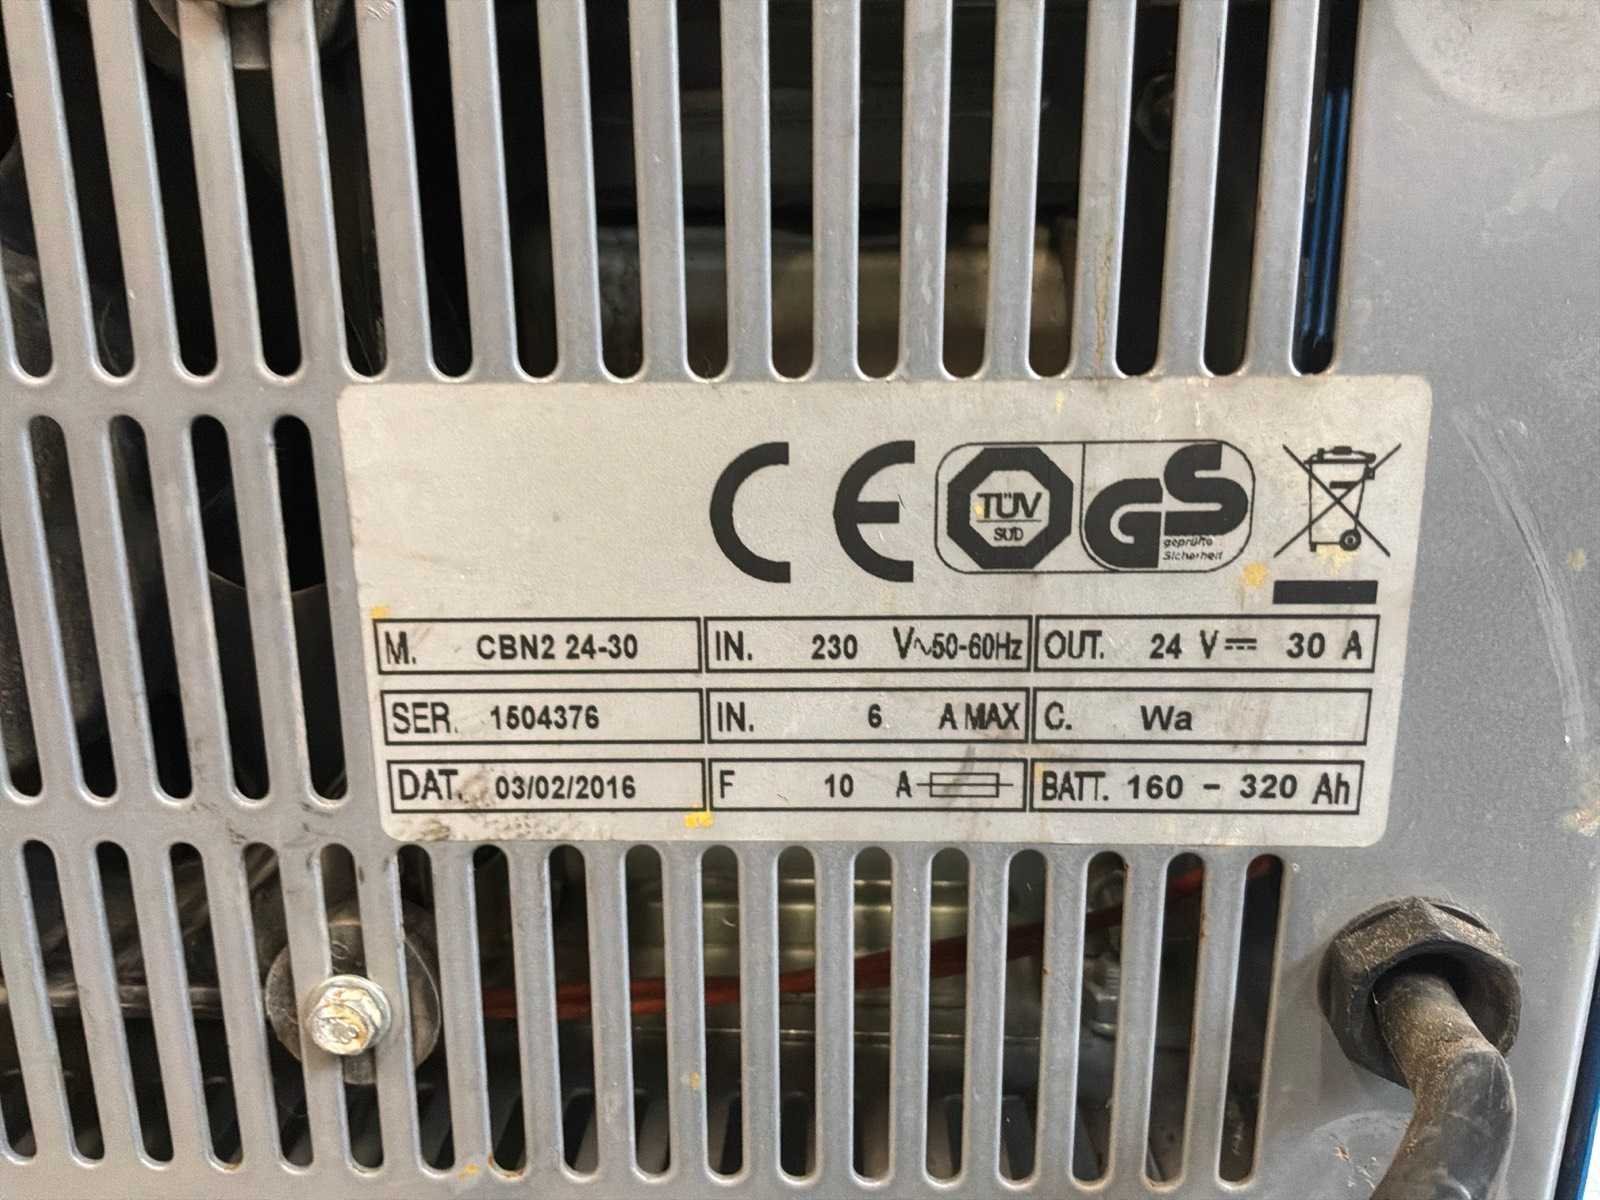 CE
TÜV
SÜD
GS
geprüfte
Sicherheit
M. CBN2 24-30
IN. 230 V~50-60Hz
OUT. 24 V⎓ 30 A
SER. 1504376
IN. 6 A MAX
C. Wa
DAT. 03/02/2016
F 10 A
BATT. 160 - 320 Ah